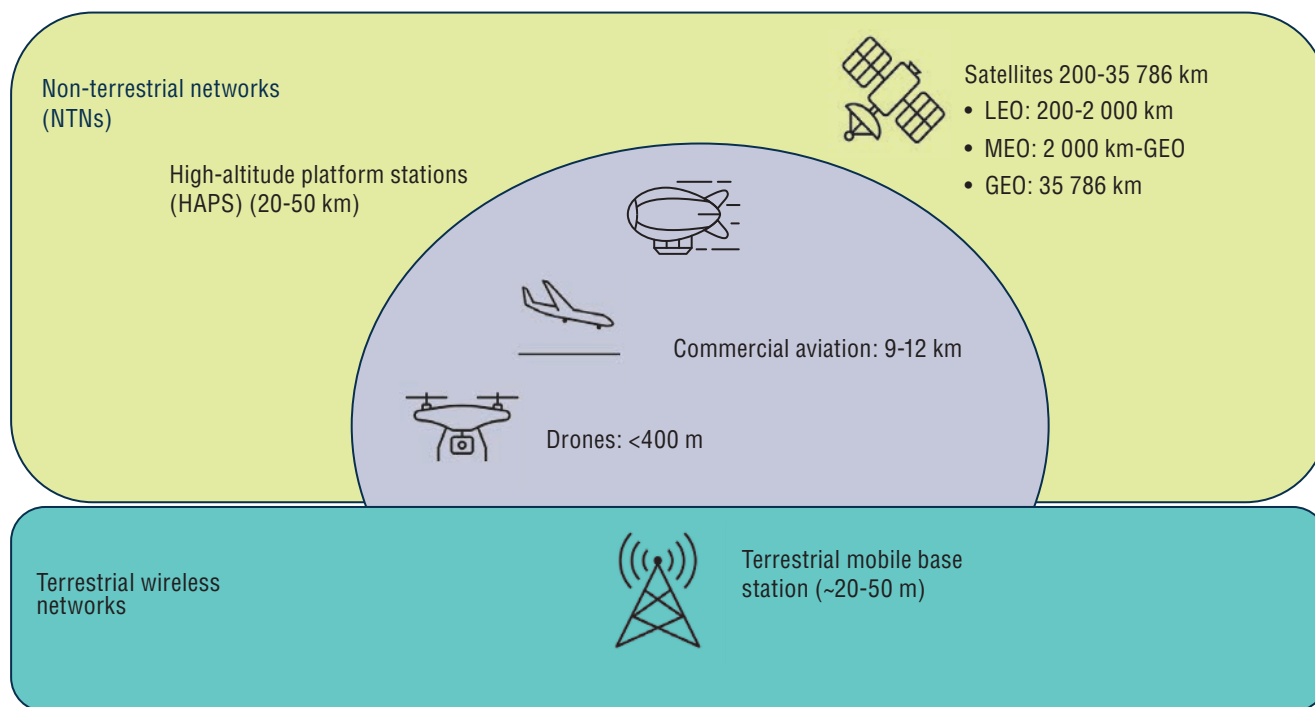 Non-terrestrial networks
(NTNs)
High-altitude platform stations
(HAPS) (20-50 km)
Satellites 200-35 786 km
• LEO: 200-2 000 km
• MEO: 2 000 km-GEO
• GEO: 35 786 km
Commercial aviation: 9-12 km
Drones: <400 m
Terrestrial wireless
networks
Terrestrial mobile base
station (~20-50 m)